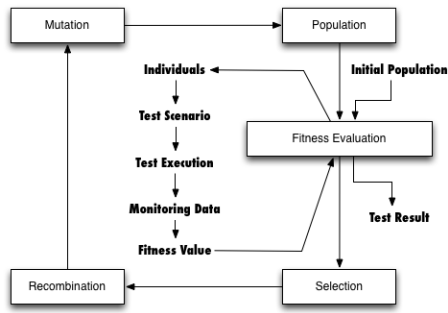 Mutation
Population
Individuals
Initial Population
Test Scenario
Fitness Evaluation
Test Execution
Monitoring Data
Test Result
Fitness Value
Recombination
Selection